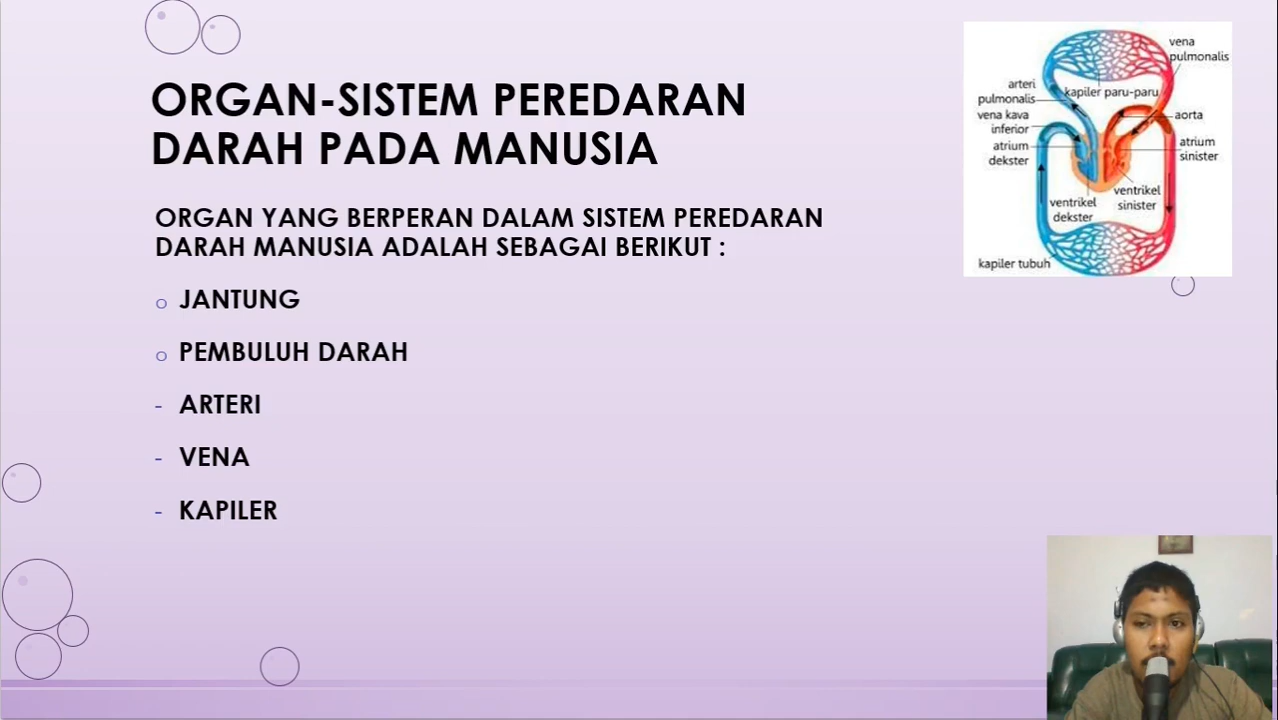 ORGAN-SISTEM PEREDARAN
DARAH PADA MANUSIA
ORGAN YANG BERPERAN DALAM SISTEM PEREDARAN
DARAH MANUSIA ADALAH SEBAGAI BERIKUT :
o JANTUNG
o PEMBULUH DARAH
- ARTERI
- VENA
- KAPILER
vena
pulmonalis
arteri
pulmonalis
kapiler paru-paru
vena kava
inferior
aorta
atrium
dekster
atrium
sinister
ventrikel
dekster
ventrikel
sinister
kapiler tubuh